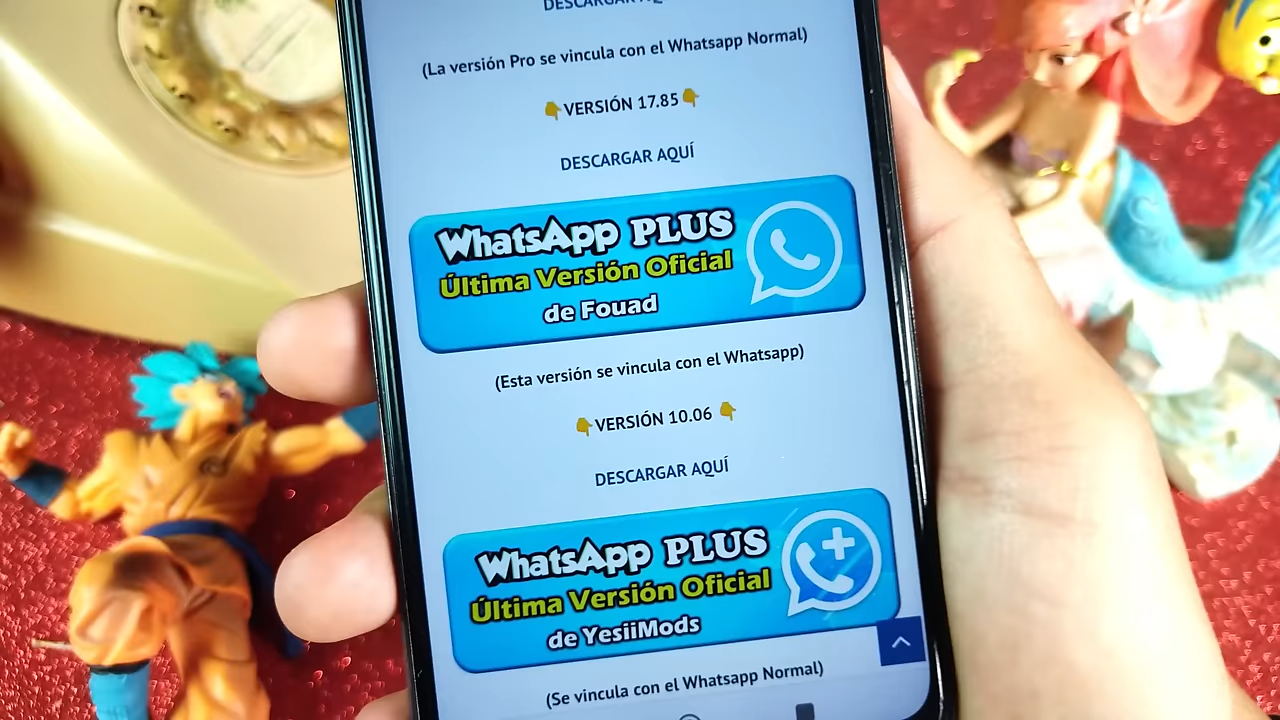 DESCARGAR AQUÍ
(La versión Pro se vincula con el Whatsapp Normal)
👇VERSIÓN 17.85👇
DESCARGAR AQUÍ
WhatsApp PLUS
Última Versión Oficial
de Fouad
(Esta versión se vincula con el Whatsapp)
👇VERSIÓN 10.06 👇
DESCARGAR AQUÍ
WhatsApp PLUS
Última Versión Oficial
de YesiiMods
(Se vincula con el Whatsapp Normal)